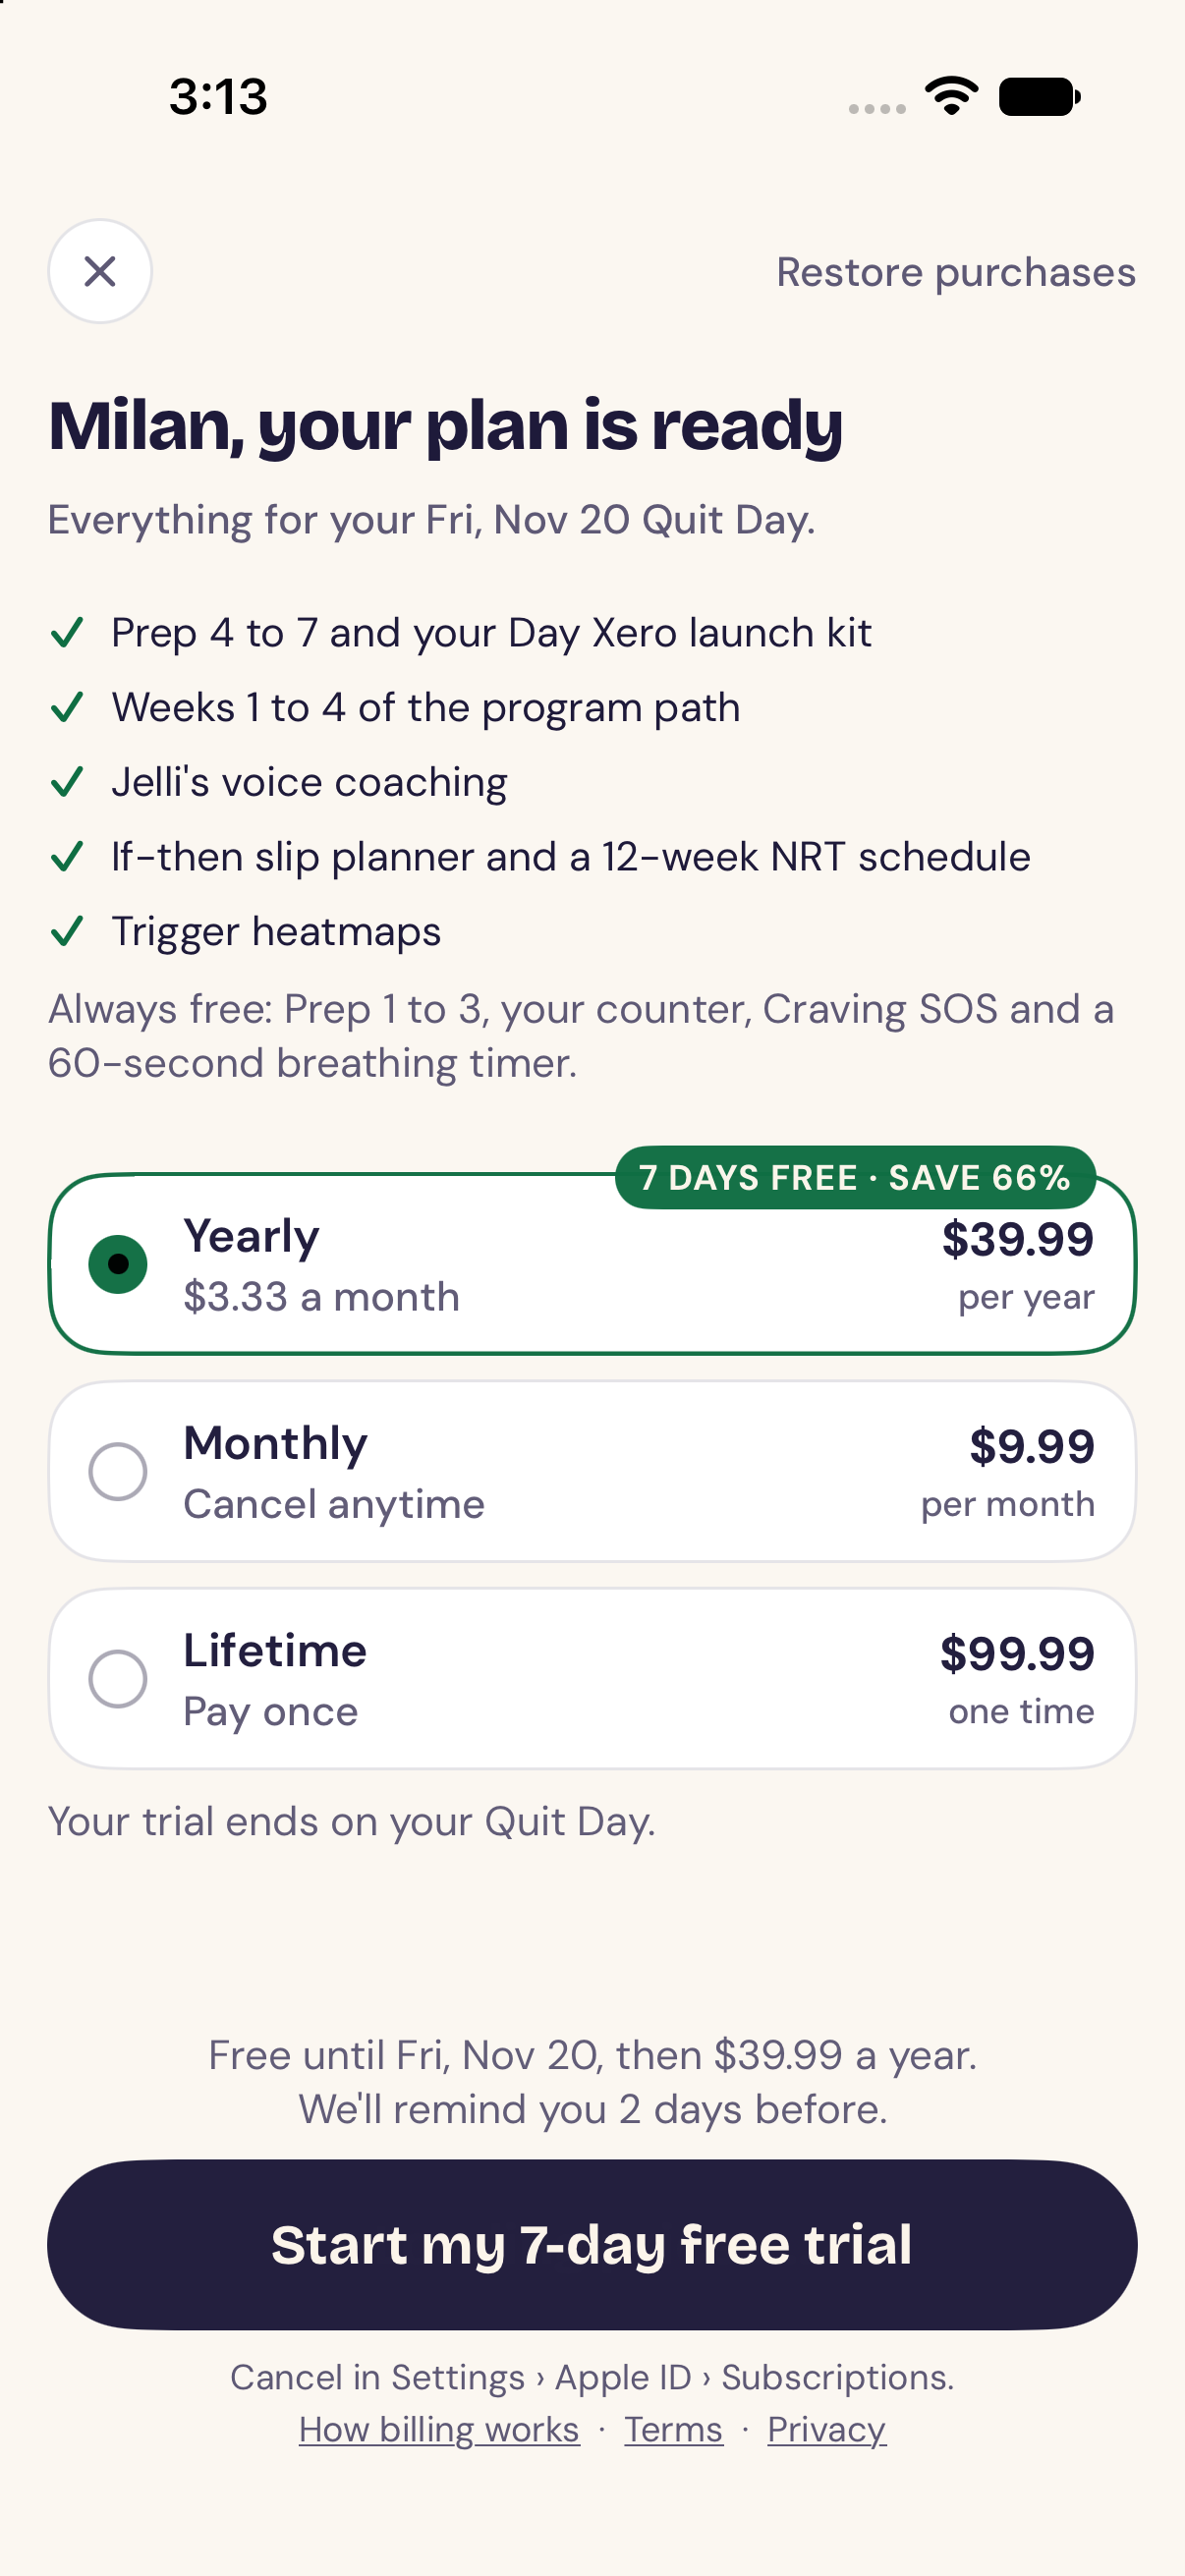 3:13
Restore purchases
Milan, your plan is ready
Everything for your Fri, Nov 20 Quit Day.
Prep 4 to 7 and your Day Xero launch kit
Weeks 1 to 4 of the program path
Jelli's voice coaching
If-then slip planner and a 12-week NRT schedule
Trigger heatmaps
Always free: Prep 1 to 3, your counter, Craving SOS and a
60-second breathing timer.
7 DAYS FREE · SAVE 66%
Yearly
$39.99
$3.33 a month
per year
Monthly
$9.99
Cancel anytime
per month
Lifetime
$99.99
Pay once
one time
Your trial ends on your Quit Day.
Free until Fri, Nov 20, then $39.99 a year.
We'll remind you 2 days before.
Start my 7-day free trial
Cancel in Settings › Apple ID › Subscriptions.
How billing works · Terms · Privacy